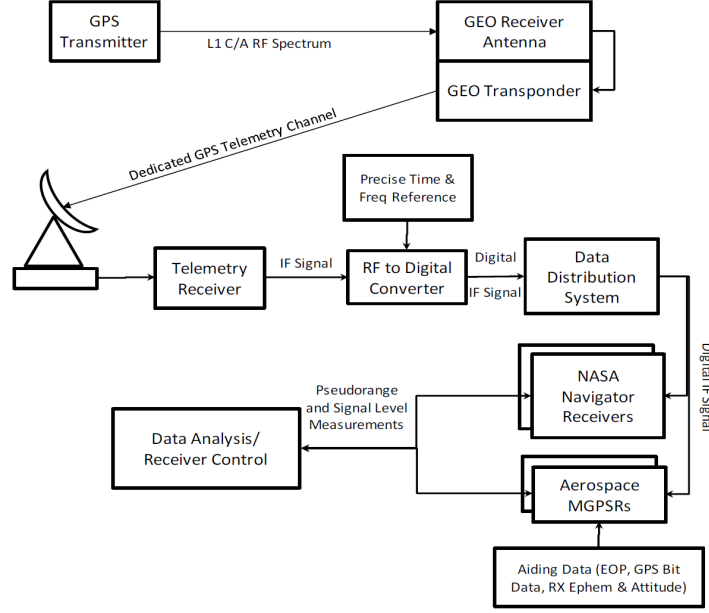 GPS
Transmitter
L1 C/A RF Spectrum
GEO Receiver
Antenna
GEO Transponder
Dedicated GPS Telemetry Channel
Precise Time &
Freq Reference
Telemetry
Receiver
IF Signal
RF to Digital
Converter
Digital
IF Signal
Data
Distribution
System
Digital IF Signal
NASA
Navigator
Receivers
Pseudorange
and Signal Level
Measurements
Data Analysis/
Receiver Control
Aerospace
MGPSRs
Aiding Data (EOP, GPS Bit
Data, RX Ephem & Attitude)